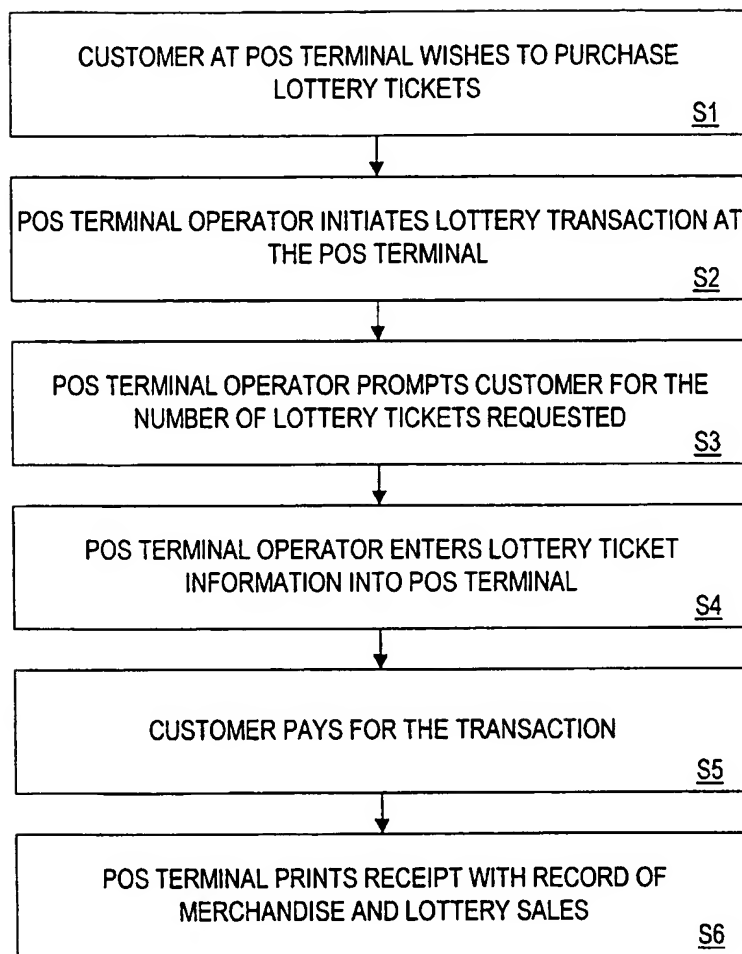 CUSTOMER AT POS TERMINAL WISHES TO PURCHASE
LOTTERY TICKETS
S1
POS TERMINAL OPERATOR INITIATES LOTTERY TRANSACTION AT
THE POS TERMINAL
S2
POS TERMINAL OPERATOR PROMPTS CUSTOMER FOR THE
NUMBER OF LOTTERY TICKETS REQUESTED
S3
POS TERMINAL OPERATOR ENTERS LOTTERY TICKET
INFORMATION INTO POS TERMINAL
S4
CUSTOMER PAYS FOR THE TRANSACTION
S5
POS TERMINAL PRINTS RECEIPT WITH RECORD OF
MERCHANDISE AND LOTTERY SALES
S6